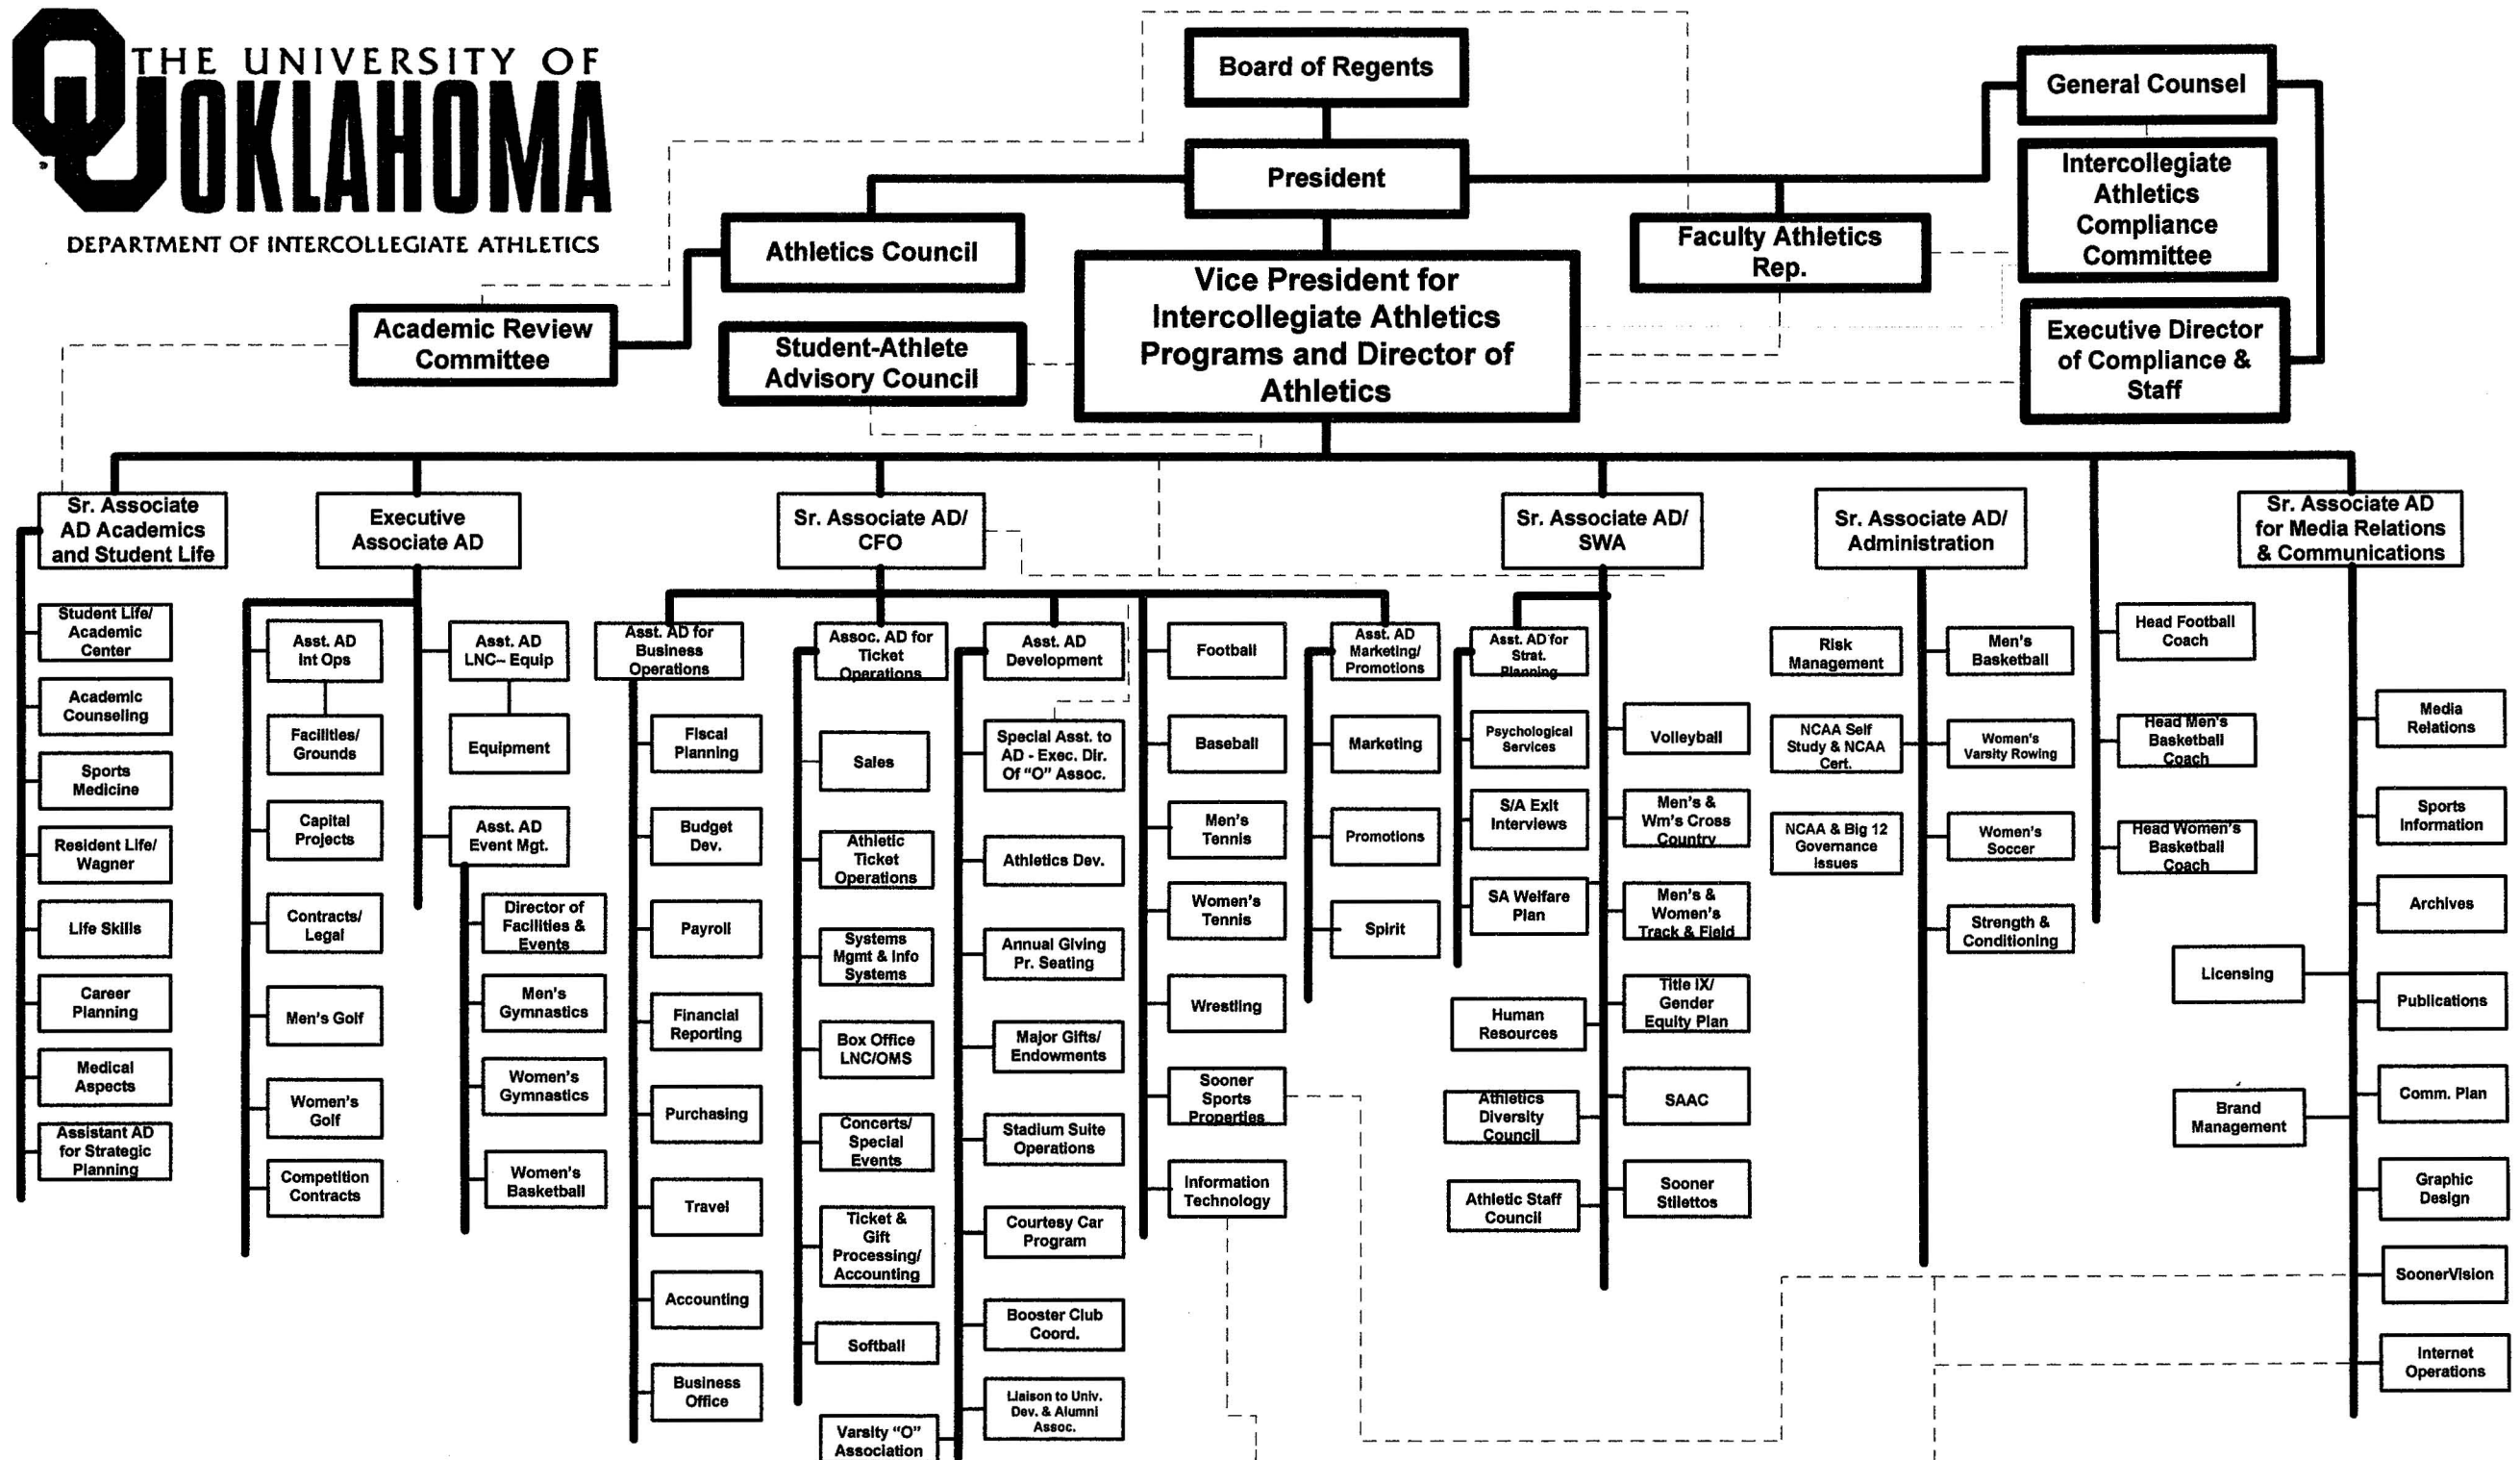 THE UNIVERSITY OF
OU OKLAHOMA
DEPARTMENT OF INTERCOLLEGIATE ATHLETICS
Board of Regents
General Counsel
President
Intercollegiate
Athletics
Compliance
Committee
Athletics Council
Faculty Athletics
Rep.
Vice President for
Intercollegiate Athletics
Programs and Director of
Athletics
Academic Review
Committee
Student-Athlete
Advisory Council
Executive Director
of Compliance &
Staff
Sr. Associate
AD Academics
and Student Life
Executive
Associate AD
Sr. Associate AD/
CFO
Sr. Associate AD/
SWA
Sr. Associate AD/
Administration
Sr. Associate AD
for Media Relations
& Communications
Student Life/
Academic
Center
Academic
Counseling
Sports
Medicine
Resident Life/
Wagner
Life Skills
Career
Planning
Medical
Aspects
Assistant AD
for Strategic
Planning
Asst. AD
Int Ops
Facilities/
Grounds
Capital
Projects
Contracts/
Legal
Men's Golf
Women's
Golf
Competition
Contracts
Asst. AD
LNC– Equip
Equipment
Asst. AD
Event Mgt.
Director of
Facilities &
Events
Men's
Gymnastics
Women's
Gymnastics
Women's
Basketball
Asst. AD for
Business
Operations
Fiscal
Planning
Budget
Dev.
Payroll
Financial
Reporting
Purchasing
Travel
Accounting
Business
Office
Assoc. AD for
Ticket
Operations
Sales
Athletic
Ticket
Operations
Systems
Mgmt & Info
Systems
Box Office
LNC/OMS
Concerts/
Special
Events
Ticket &
Gift
Processing/
Accounting
Softball
Varsity "O"
Association
Asst. AD
Development
Special Asst. to
AD - Exec. Dir.
Of "O" Assoc.
Athletics Dev.
Annual Giving
Pr. Seating
Major Gifts/
Endowments
Stadium Suite
Operations
Courtesy Car
Program
Booster Club
Coord.
Liaison to Univ.
Dev. & Alumni
Assoc.
Football
Baseball
Men's
Tennis
Women's
Tennis
Wrestling
Sooner
Sports
Properties
Information
Technology
Asst. AD
Marketing/
Promotions
Marketing
Promotions
Spirit
Asst. AD for
Strat.
Planning
Psychological
Services
S/A Exit
Interviews
SA Welfare
Plan
Human
Resources
Athletics
Diversity
Council
Athletic Staff
Council
Volleyball
Men's &
Wm's Cross
Country
Men's &
Women's
Track & Field
Title IX/
Gender
Equity Plan
SAAC
Sooner
Stilettos
Risk
Management
NCAA Self
Study & NCAA
Cert.
NCAA & Big 12
Governance
Issues
Men's
Basketball
Women's
Varsity Rowing
Women's
Soccer
Strength &
Conditioning
Head Football
Coach
Head Men's
Basketball
Coach
Head Women's
Basketball
Coach
Licensing
Brand
Management
Media
Relations
Sports
Information
Archives
Publications
Comm. Plan
Graphic
Design
SoonerVision
Internet
Operations